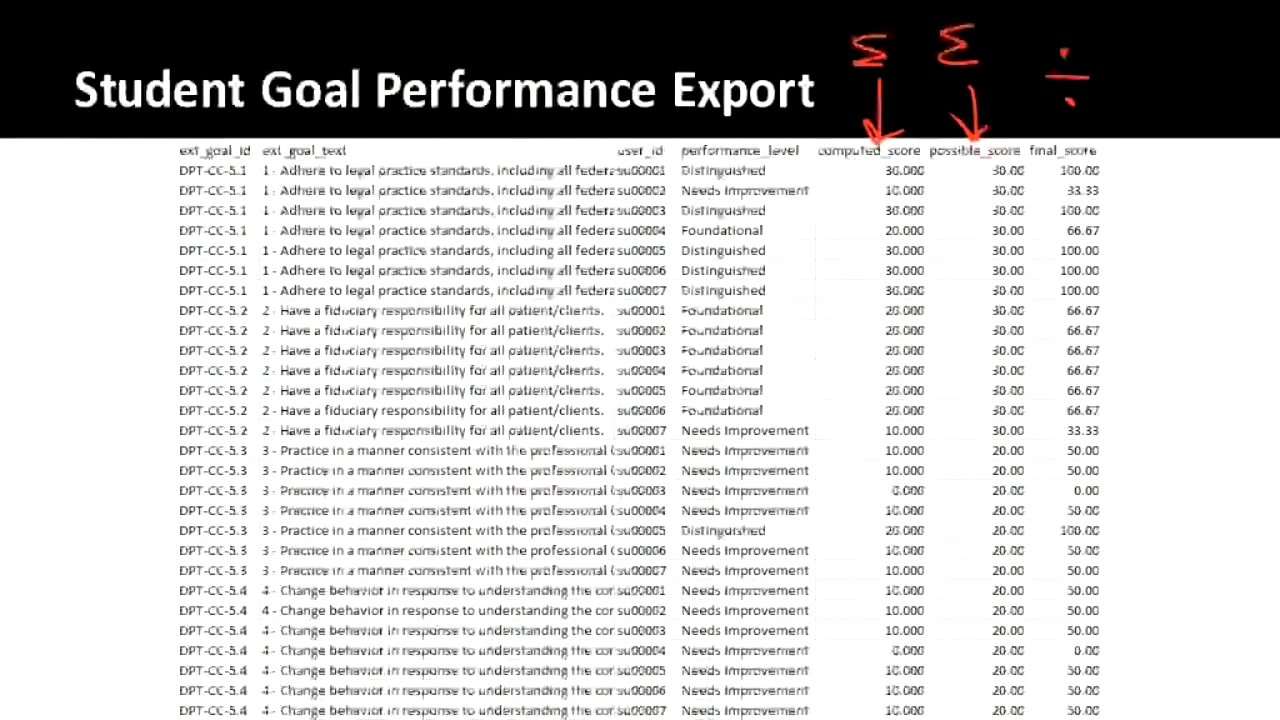 Σ Σ ÷
Student Goal Performance Export
ext_goal_id ext_goal_text user_id performance_level computed_score possible_score final_score
DPT-CC-5.1 1 - Adhere to legal practice standards, including all federa su00001 Distinguished 30.000 30.00 100.00
DPT-CC-5.1 1 - Adhere to legal practice standards, including all federa su00002 Needs Improvement 10.000 30.00 33.33
DPT-CC-5.1 1 - Adhere to legal practice standards, including all federa su00003 Distinguished 30.000 30.00 100.00
DPT-CC-5.1 1 - Adhere to legal practice standards, including all federa su00004 Foundational 20.000 30.00 66.67
DPT-CC-5.1 1 - Adhere to legal practice standards, including all federa su00005 Distinguished 30.000 30.00 100.00
DPT-CC-5.1 1 - Adhere to legal practice standards, including all federa su00006 Distinguished 30.000 30.00 100.00
DPT-CC-5.1 1 - Adhere to legal practice standards, including all federa su00007 Distinguished 30.000 30.00 100.00
DPT-CC-5.2 2 - Have a fiduciary responsibility for all patient/clients. su00001 Foundational 20.000 30.00 66.67
DPT-CC-5.2 2 - Have a fiduciary responsibility for all patient/clients. su00002 Foundational 20.000 30.00 66.67
DPT-CC-5.2 2 - Have a fiduciary responsibility for all patient/clients. su00003 Foundational 20.000 30.00 66.67
DPT-CC-5.2 2 - Have a fiduciary responsibility for all patient/clients. su00004 Foundational 20.000 30.00 66.67
DPT-CC-5.2 2 - Have a fiduciary responsibility for all patient/clients. su00005 Foundational 20.000 30.00 66.67
DPT-CC-5.2 2 - Have a fiduciary responsibility for all patient/clients. su00006 Foundational 20.000 30.00 66.67
DPT-CC-5.2 2 - Have a fiduciary responsibility for all patient/clients. su00007 Needs Improvement 10.000 30.00 33.33
DPT-CC-5.3 3 - Practice in a manner consistent with the professional ( su00001 Needs Improvement 10.000 20.00 50.00
DPT-CC-5.3 3 - Practice in a manner consistent with the professional ( su00002 Needs Improvement 10.000 20.00 50.00
DPT-CC-5.3 3 - Practice in a manner consistent with the professional ( su00003 Needs Improvement 0.000 20.00 0.00
DPT-CC-5.3 3 - Practice in a manner consistent with the professional ( su00004 Needs Improvement 10.000 20.00 50.00
DPT-CC-5.3 3 - Practice in a manner consistent with the professional ( su00005 Distinguished 20.000 20.00 100.00
DPT-CC-5.3 3 - Practice in a manner consistent with the professional ( su00006 Needs Improvement 10.000 20.00 50.00
DPT-CC-5.3 3 - Practice in a manner consistent with the professional ( su00007 Needs Improvement 10.000 20.00 50.00
DPT-CC-5.4 4 - Change behavior in response to understanding the cor su00001 Needs Improvement 10.000 20.00 50.00
DPT-CC-5.4 4 - Change behavior in response to understanding the cor su00002 Needs Improvement 10.000 20.00 50.00
DPT-CC-5.4 4 - Change behavior in response to understanding the cor su00003 Needs Improvement 10.000 20.00 50.00
DPT-CC-5.4 4 - Change behavior in response to understanding the cor su00004 Needs Improvement 0.000 20.00 0.00
DPT-CC-5.4 4 - Change behavior in response to understanding the cor su00005 Needs Improvement 10.000 20.00 50.00
DPT-CC-5.4 4 - Change behavior in response to understanding the cor su00006 Needs Improvement 10.000 20.00 50.00
DPT-CC-5.4 4 - Change behavior in response to understanding the cor su00007 Needs Improvement 10.000 20.00 50.00